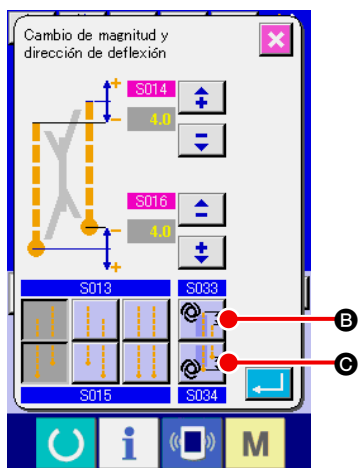 Cambio de magnitud y
dirección de deflexión
S014
4.0
S016
4.0
S013
S033
B
C
S015
S034
i
M